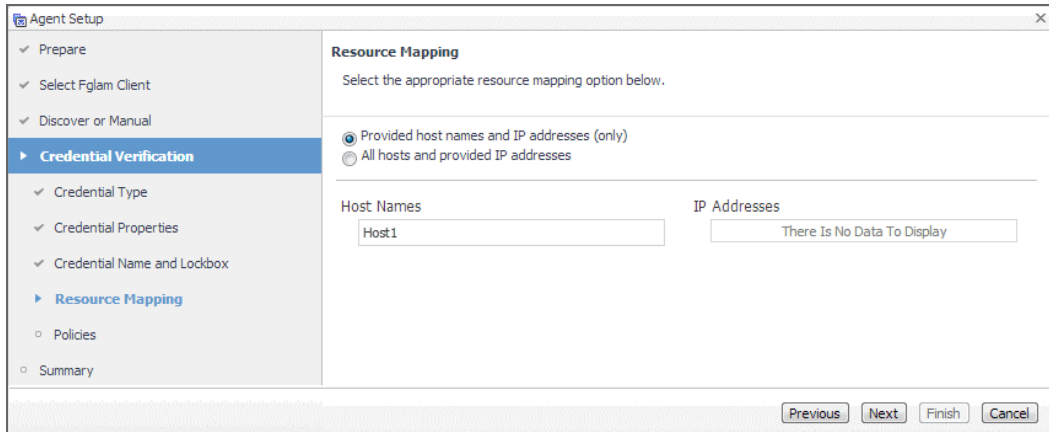 Agent Setup
Prepare
Select Fglam Client
Discover or Manual
Credential Verification
Credential Type
Credential Properties
Credential Name and Lockbox
Resource Mapping
Policies
Summary
Resource Mapping
Select the appropriate resource mapping option below.
Provided host names and IP addresses (only)
All hosts and provided IP addresses
Host Names
Host1
IP Addresses
There Is No Data To Display
Previous Next Finish Cancel